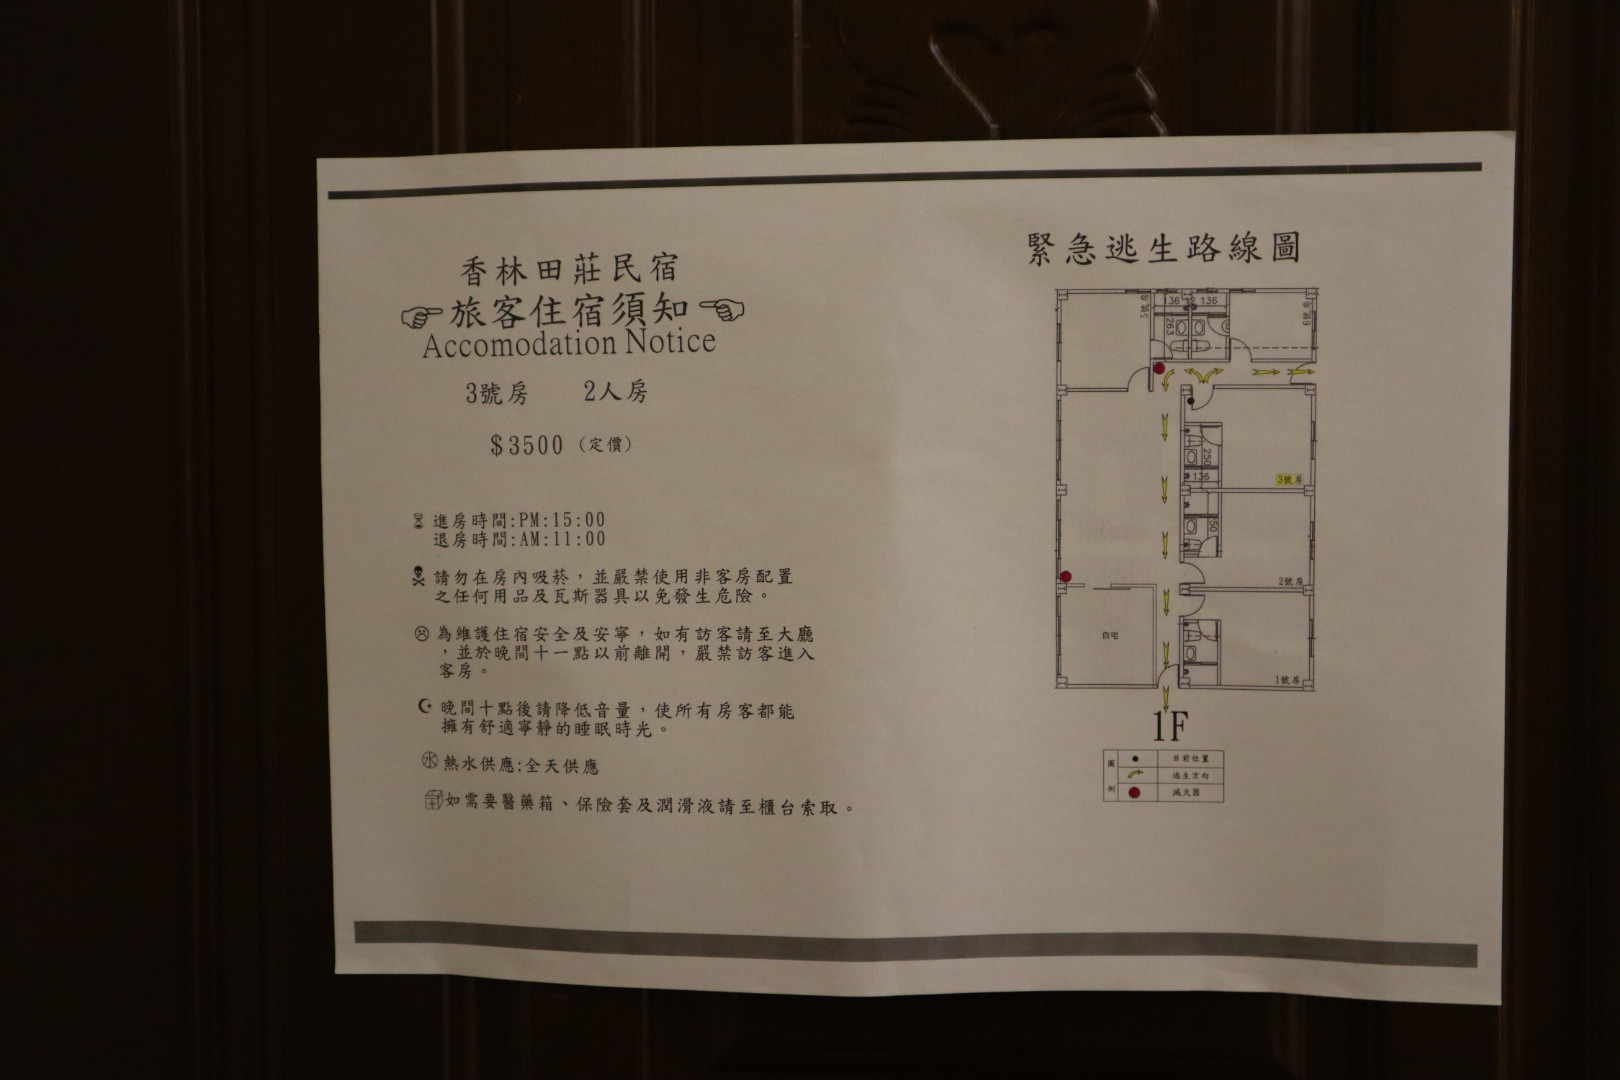 香林田莊民宿
旅客住宿須知
Accomodation Notice
3號房 2人房
$3500（定價）
進房時間:PM:15:00
退房時間:AM:11:00
請勿在房內吸菸，並嚴禁使用非客房配置
之任何用品及瓦斯器具以免發生危險。
為維護住宿安全及安寧，如有訪客請至大廳
，並於晚間十一點以前離開，嚴禁訪客進入
客房。
晚間十點後請降低音量，使所有房客都能
擁有舒適寧靜的睡眠時光。
水 熱水供應:全天供應
如需要醫藥箱、保險套及潤滑液請至櫃台索取。
緊急逃生路線圖
5號房
136
136
6號房
263
250
136
3號房
2號房
自宅
1號房
1F
圖例
目前位置
逃生方向
滅火器